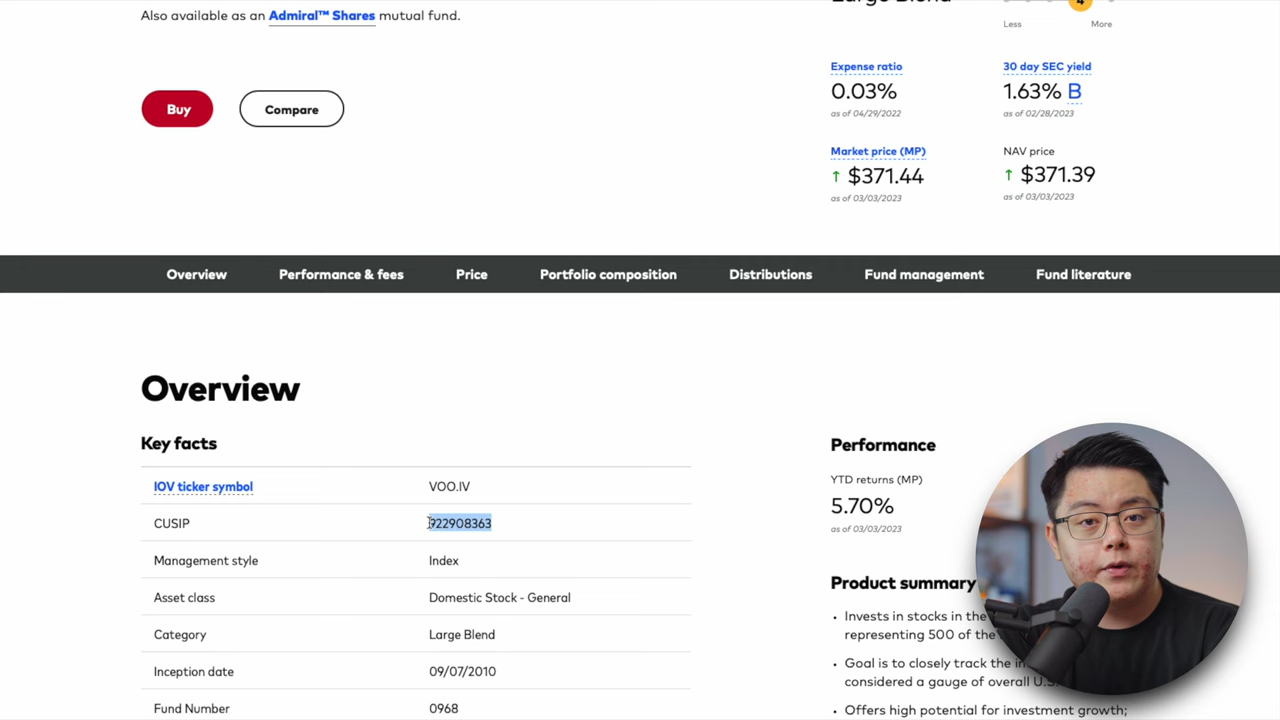 Also available as an Admiral™ Shares mutual fund.
Large Blend
4
Less
More
Buy
Compare
Expense ratio
0.03%
as of 04/29/2022
30 day SEC yield
1.63% B
as of 02/28/2023
Market price (MP)
↑ $371.44
as of 03/03/2023
NAV price
↑ $371.39
as of 03/03/2023
Overview
Performance & fees
Price
Portfolio composition
Distributions
Fund management
Fund literature
Overview
Key facts
IOV ticker symbol
VOO.IV
CUSIP
922908363
Management style
Index
Asset class
Domestic Stock - General
Category
Large Blend
Inception date
09/07/2010
Fund Number
0968
Performance
YTD returns (MP)
5.70%
as of 03/03/2023
Product summary
• Invests in stocks in the
representing 500 of the
• Goal is to closely track the
considered a gauge of overall U.S.
• Offers high potential for investment growth;